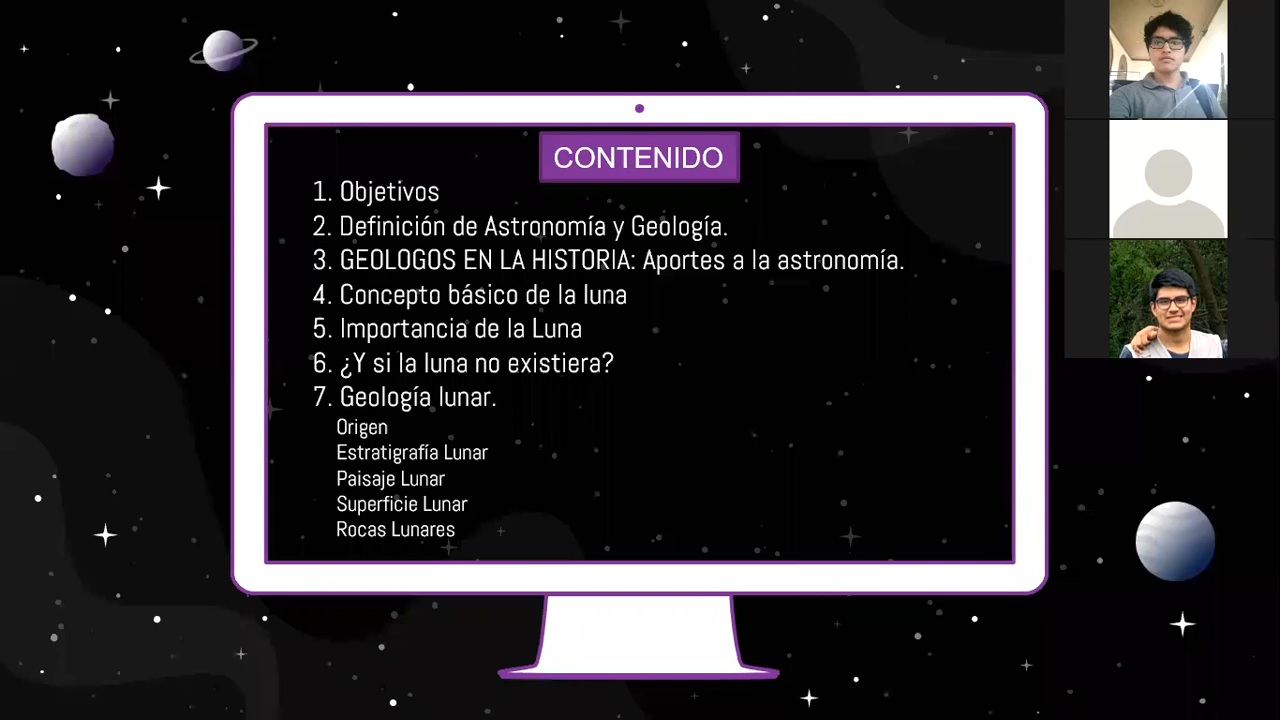 CONTENIDO
1. Objetivos
2. Definición de Astronomía y Geología.
3. GEOLOGOS EN LA HISTORIA: Aportes a la astronomía.
4. Concepto básico de la luna
5. Importancia de la Luna
6. ¿Y si la luna no existiera?
7. Geología lunar.
Origen
Estratigrafía Lunar
Paisaje Lunar
Superficie Lunar
Rocas Lunares